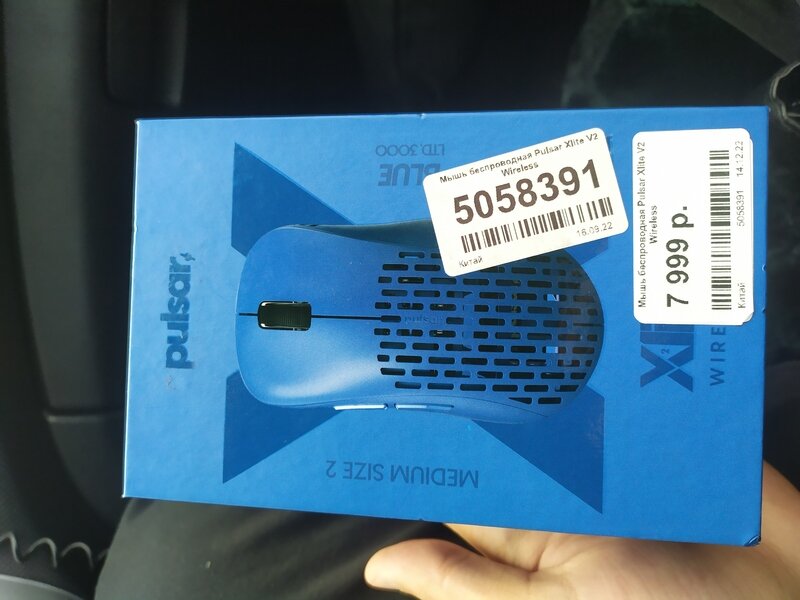 BLUE
LTD.3000
pulsar
MEDIUM SIZE 2
Мышь беспроводная Pulsar Xlite V2
Wireless
5058391
16.09.22
Китай
Мышь беспроводная Pulsar Xlite V2
Wireless
7 999 р.
5058391 14.12.22
Китай